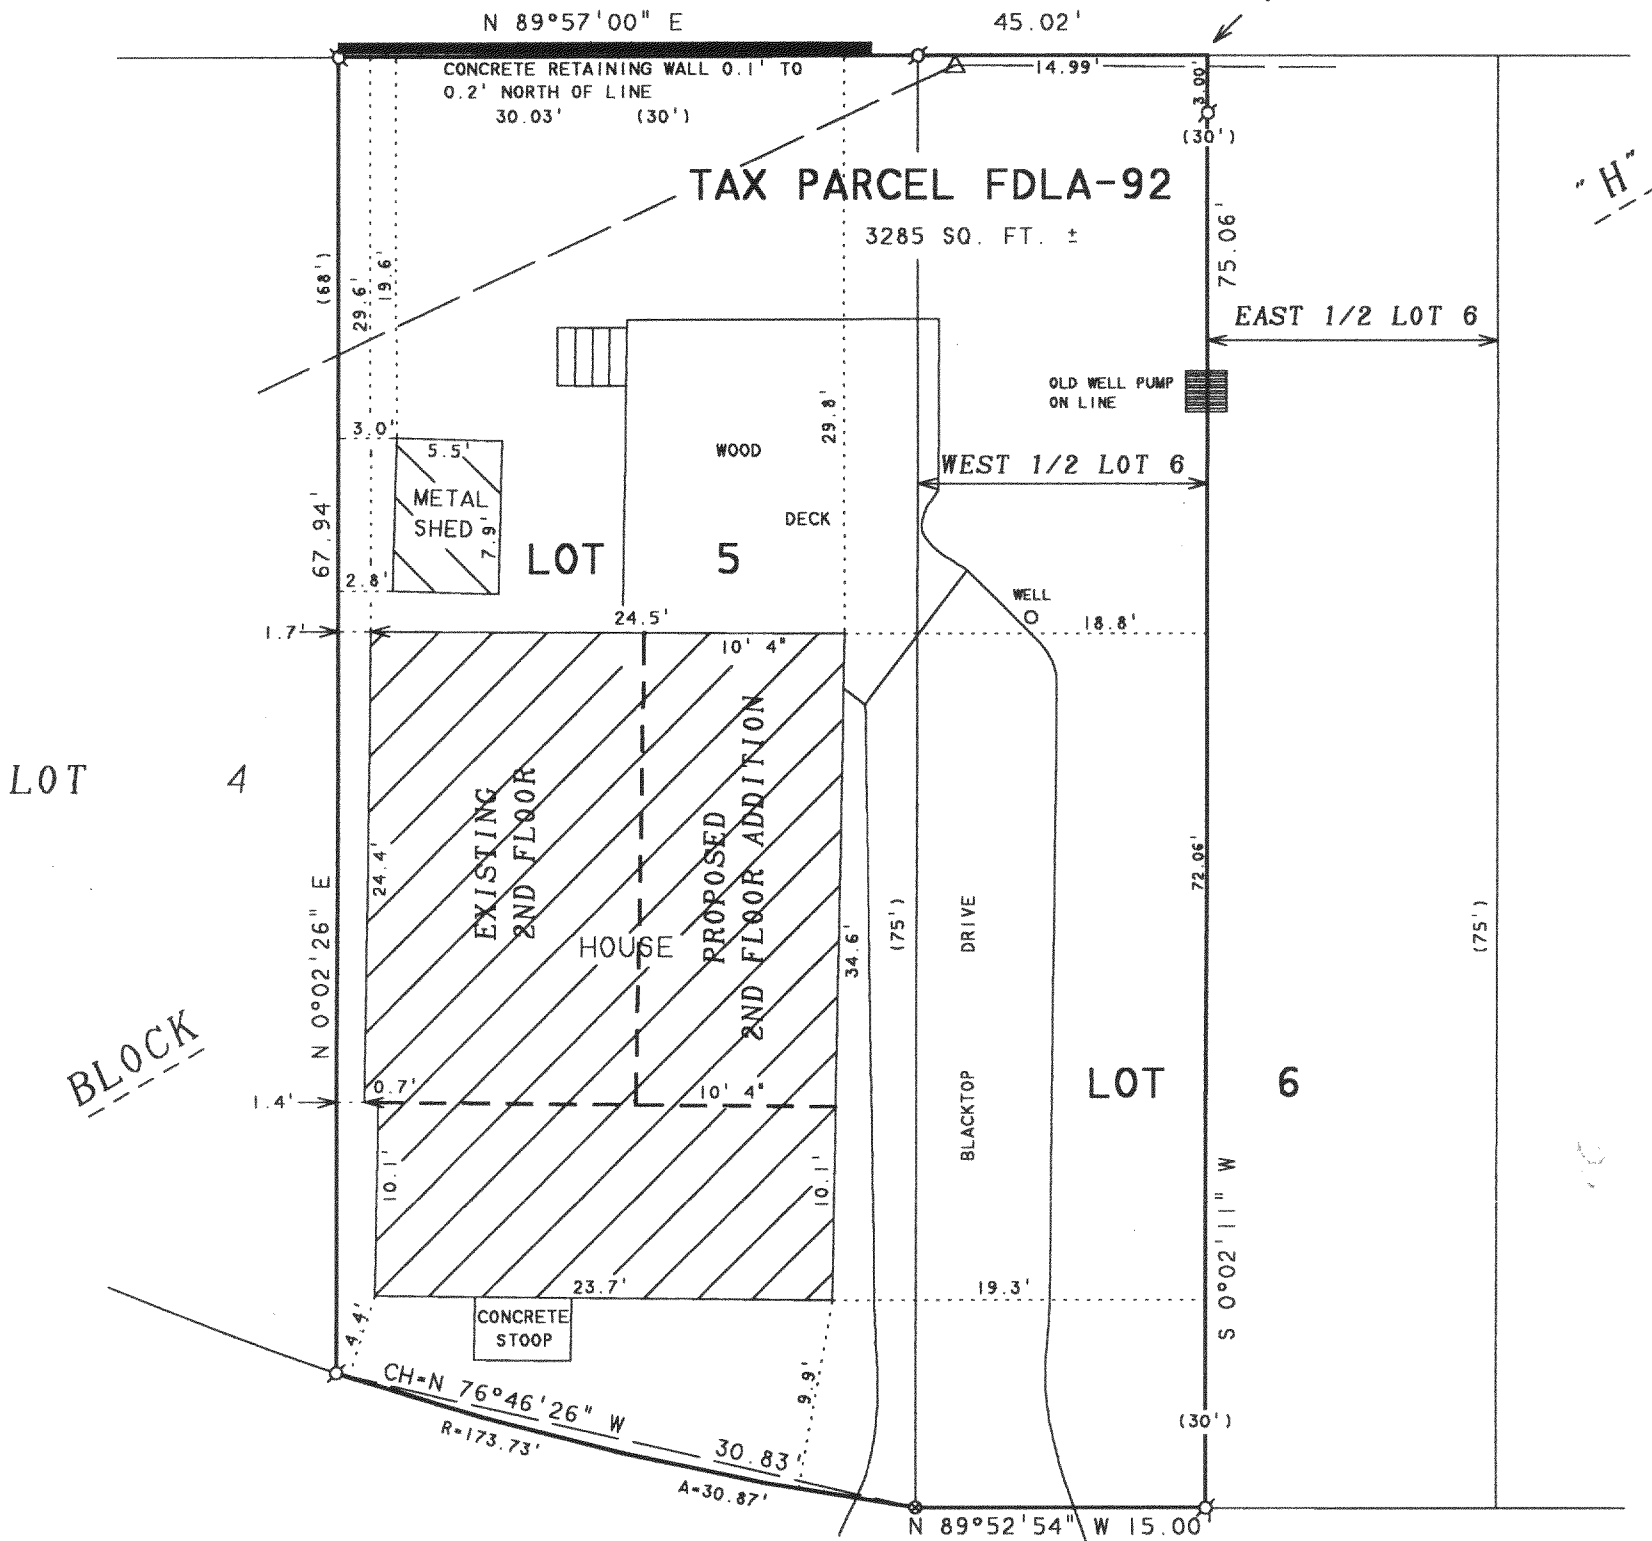 N 89°57'00" E
45.02'
CONCRETE RETAINING WALL 0.1' TO
0.2' NORTH OF LINE
30.03' (30')
14.99'
3.00'
(30')
TAX PARCEL FDLA-92
3285 SQ. FT. ±
"H"
75.06'
(68')
29.6'
19.6'
EAST 1/2 LOT 6
OLD WELL PUMP
ON LINE
29.8'
3.0'
5.5'
WOOD
DECK
WEST 1/2 LOT 6
METAL
SHED
7.9'
67.94'
2.8'
LOT 5
WELL
1.7'
24.5'
10' 4"
18.8'
LOT 4
EXISTING
2ND FLOOR
PROPOSED
2ND FLOOR ADDITION
24.4'
HOUSE
34.6'
(75')
DRIVE
BLACKTOP
72.06'
(75')
N 0°02'26" E
BLOCK
1.4'
0.7'
10' 4"
LOT 6
10.1'
10.1'
S 0°02'11" W
23.7'
19.3'
CONCRETE
STOOP
4.4'
9.9'
CH=N 76°46'26" W 30.83'
R=173.73'
A=30.87'
(30')
N 89°52'54" W 15.00'